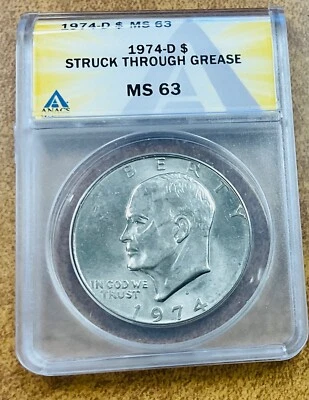 1974-D $ MS 63
1974-D $
STRUCK THROUGH GREASE
MS 63
ANACS
LIBERTY
IN GOD WE
TRUST
1974